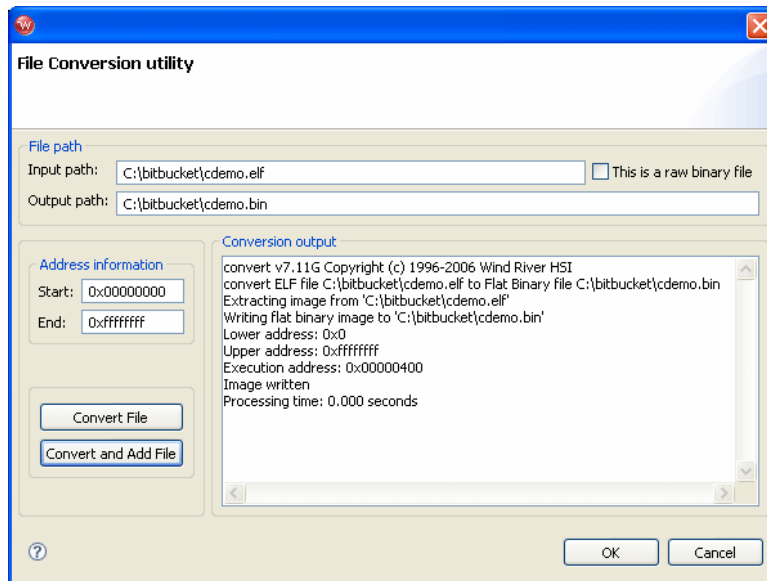 File Conversion utility
File path
Input path: C:\bitbucket\cdemo.elf This is a raw binary file
Output path: C:\bitbucket\cdemo.bin
Address information
Start: 0x00000000
End: 0xffffffff
Convert File
Convert and Add File
Conversion output
convert v7.11G Copyright (c) 1996-2006 Wind River HSI
convert ELF file C:\bitbucket\cdemo.elf to Flat Binary file C:\bitbucket\cdemo.bin
Extracting image from 'C:\bitbucket\cdemo.elf'
Writing flat binary image to 'C:\bitbucket\cdemo.bin'
Lower address: 0x0
Upper address: 0xffffffff
Execution address: 0x00000400
Image written
Processing time: 0.000 seconds
OK Cancel